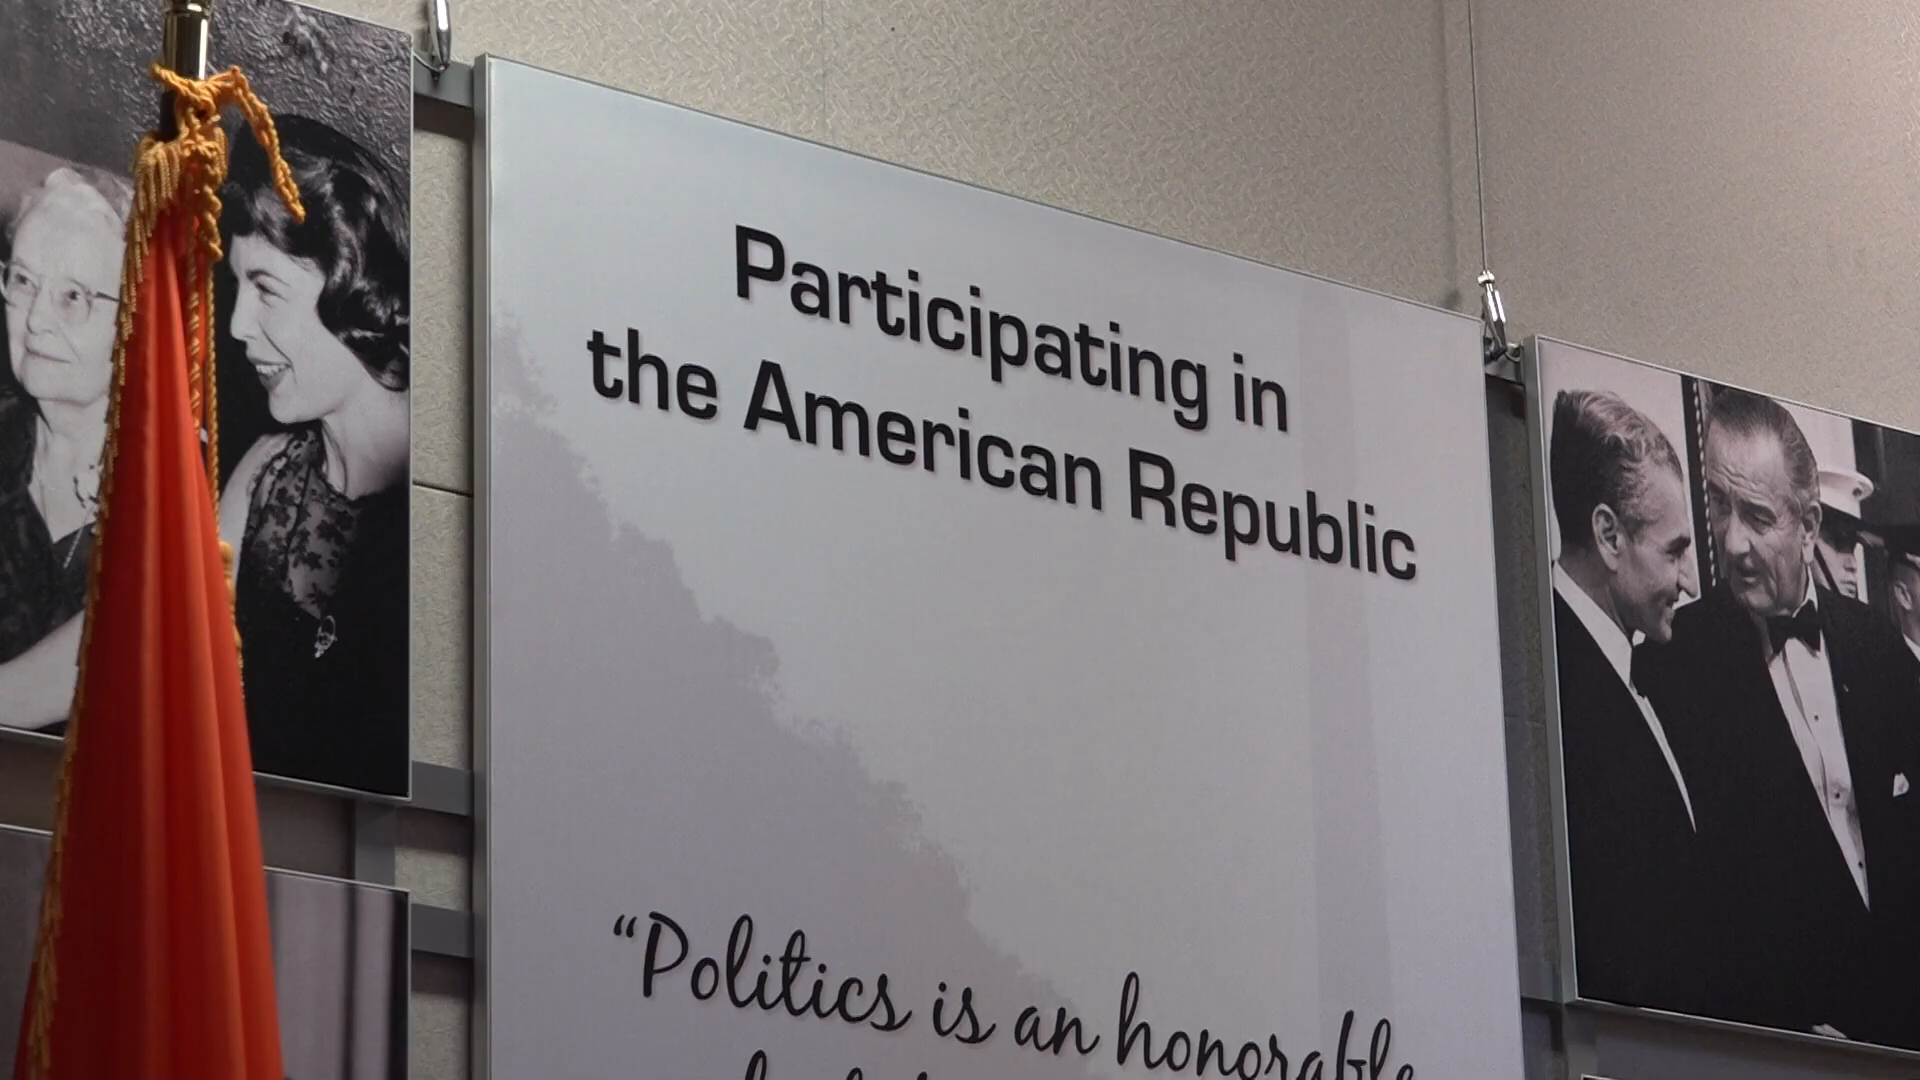 Participating in
the American Republic
“Politics is an honorable